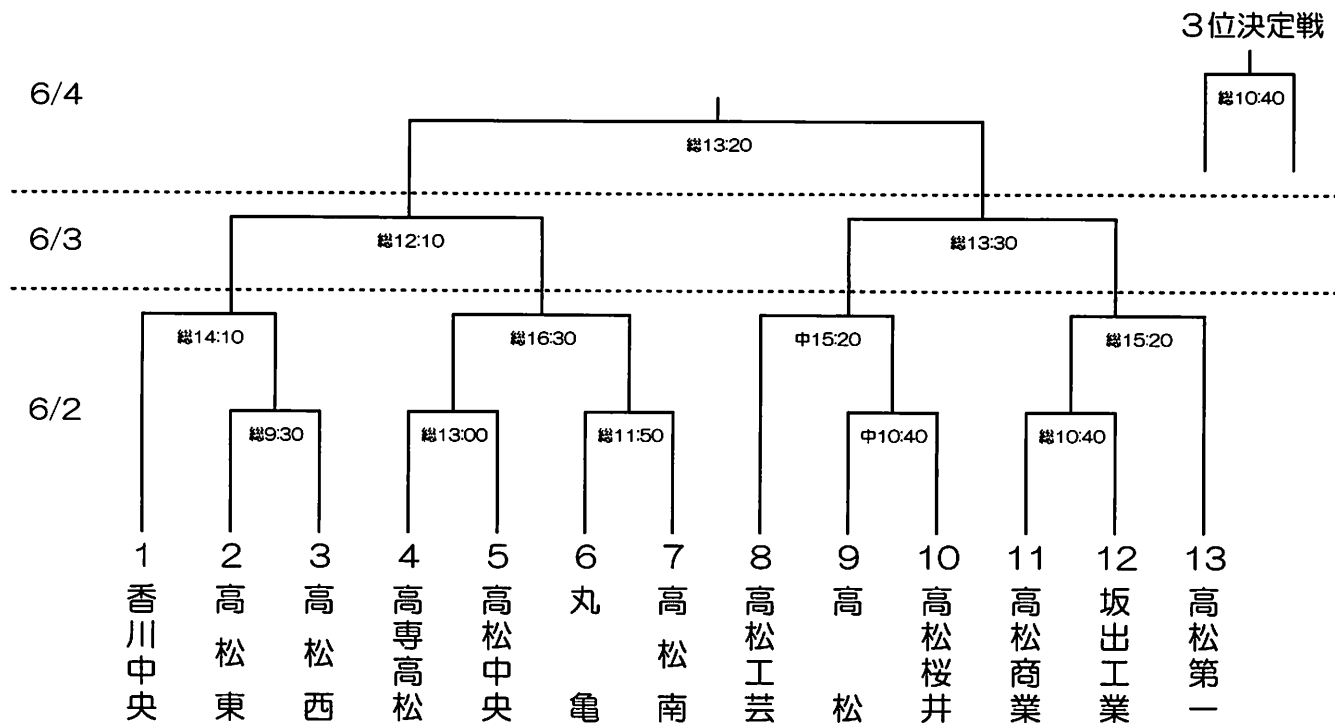 3位決定戦
6/4
総10:40
総13:20
6/3
総12:10
総13:30
総14:10
総16:30
中15:20
総15:20
6/2
総9:30
総13:00
総11:50
中10:40
総10:40
1 2 3 4 5 6 7 8 9 10 11 12 13
香川中央
高松東
高松西
高専高松
高松中央
丸亀
高松南
高松工芸
高松
高松桜井
高松商業
坂出工業
高松第一